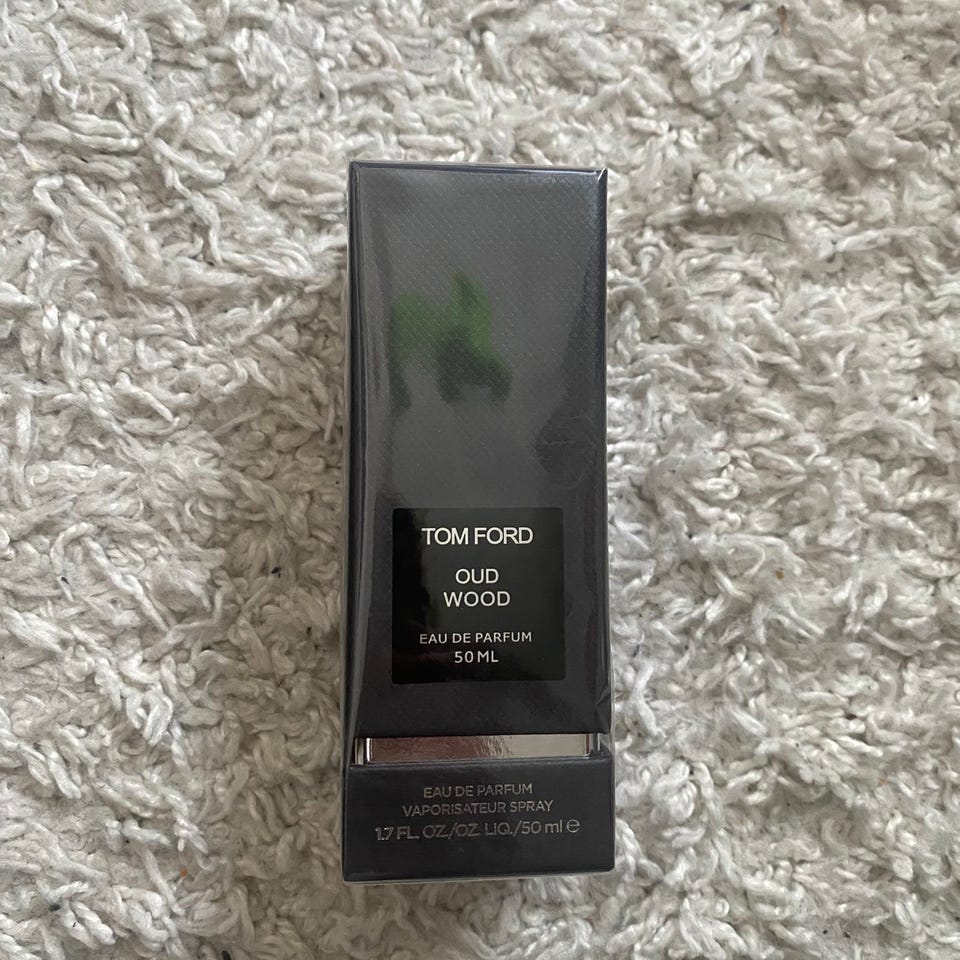 TOM FORD
OUD
WOOD
EAU DE PARFUM
50 ML
EAU DE PARFUM
VAPORISATEUR SPRAY
1.7 FL. OZ./OZ. LIQ./50 ml ℮